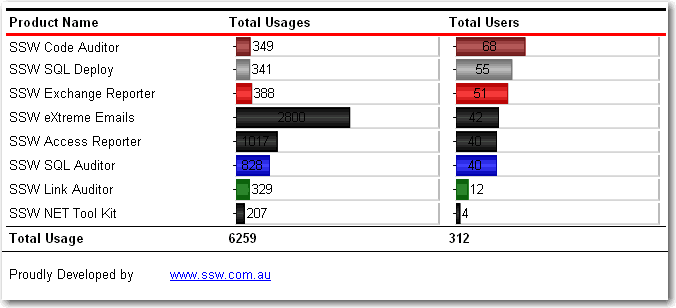 Product Name Total Usages Total Users
SSW Code Auditor 349 68
SSW SQL Deploy 341 55
SSW Exchange Reporter 388 51
SSW eXtreme Emails 2800 42
SSW Access Reporter 1017 40
SSW SQL Auditor 828 40
SSW Link Auditor 329 12
SSW NET Tool Kit 207 4
Total Usage 6259 312
Proudly Developed by www.ssw.com.au